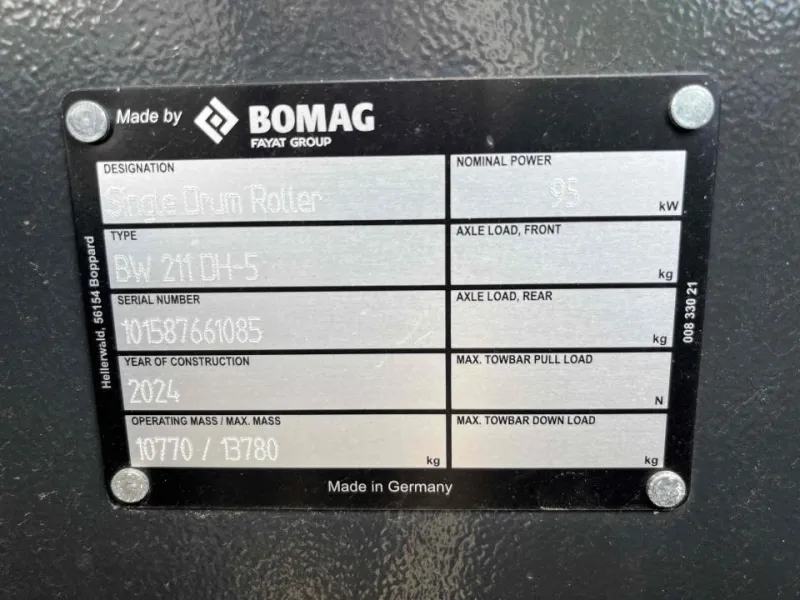 Made by BOMAG
FAYAT GROUP
DESIGNATION
Single Drum Roller
NOMINAL POWER
95 kW
TYPE
BW 211 DH-5
AXLE LOAD, FRONT
kg
SERIAL NUMBER
101587661085
AXLE LOAD, REAR
kg
YEAR OF CONSTRUCTION
2024
MAX. TOWBAR PULL LOAD
N
OPERATING MASS / MAX. MASS
10770 / 13780 kg
MAX. TOWBAR DOWN LOAD
kg
Made in Germany
Hellerwald, 56154 Boppard
008 330 21